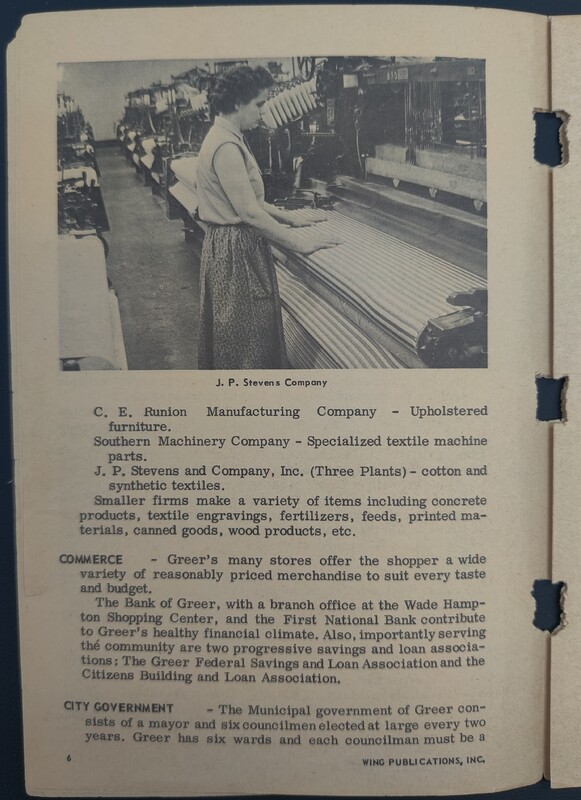 J. P. Stevens Company
C. E. Runion Manufacturing Company - Upholstered
furniture.
Southern Machinery Company - Specialized textile machine
parts.
J. P. Stevens and Company, Inc. (Three Plants) - cotton and
synthetic textiles.
Smaller firms make a variety of items including concrete
products, textile engravings, fertilizers, feeds, printed ma-
terials, canned goods, wood products, etc.
COMMERCE - Greer's many stores offer the shopper a wide
variety of reasonably priced merchandise to suit every taste
and budget.
The Bank of Greer, with a branch office at the Wade Hamp-
ton Shopping Center, and the First National Bank contribute
to Greer's healthy financial climate. Also, importantly serving
the community are two progressive savings and loan associa-
tions: The Greer Federal Savings and Loan Association and the
Citizens Building and Loan Association.
CITY GOVERNMENT - The Municipal government of Greer con-
sists of a mayor and six councilmen elected at large every two
years. Greer has six wards and each councilman must be a
6 WING PUBLICATIONS, INC.